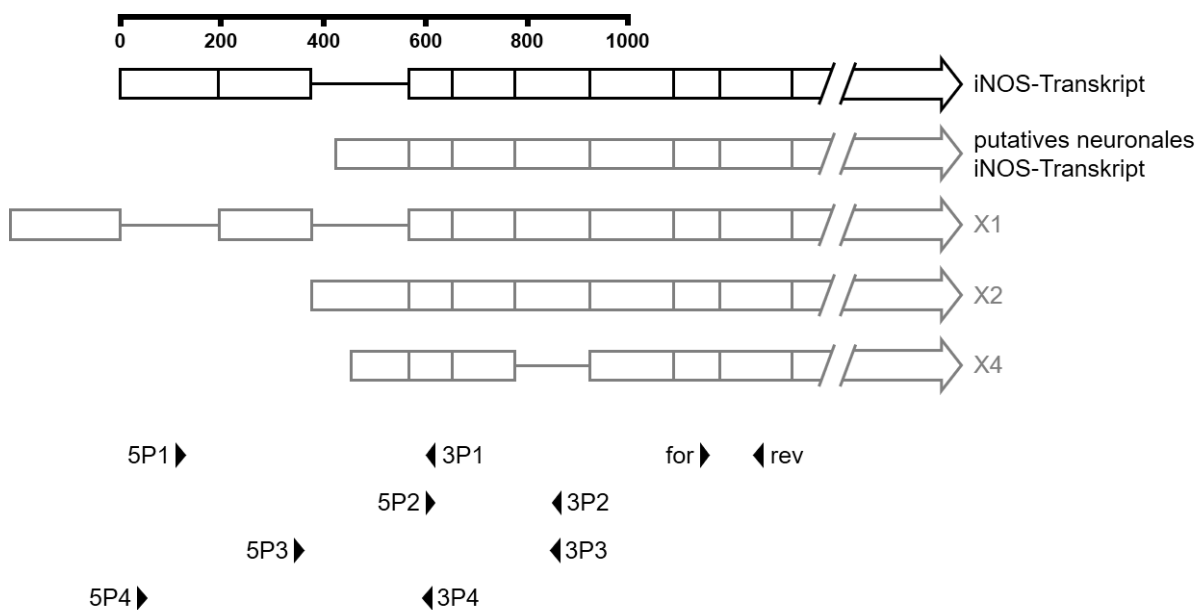 0 200 400 600 800 1000
iNOS-Transkript
putatives neuronales
iNOS-Transkript
X1
X2
X4
5P1 3P1 for rev
5P2 3P2
5P3 3P3
5P4 3P4